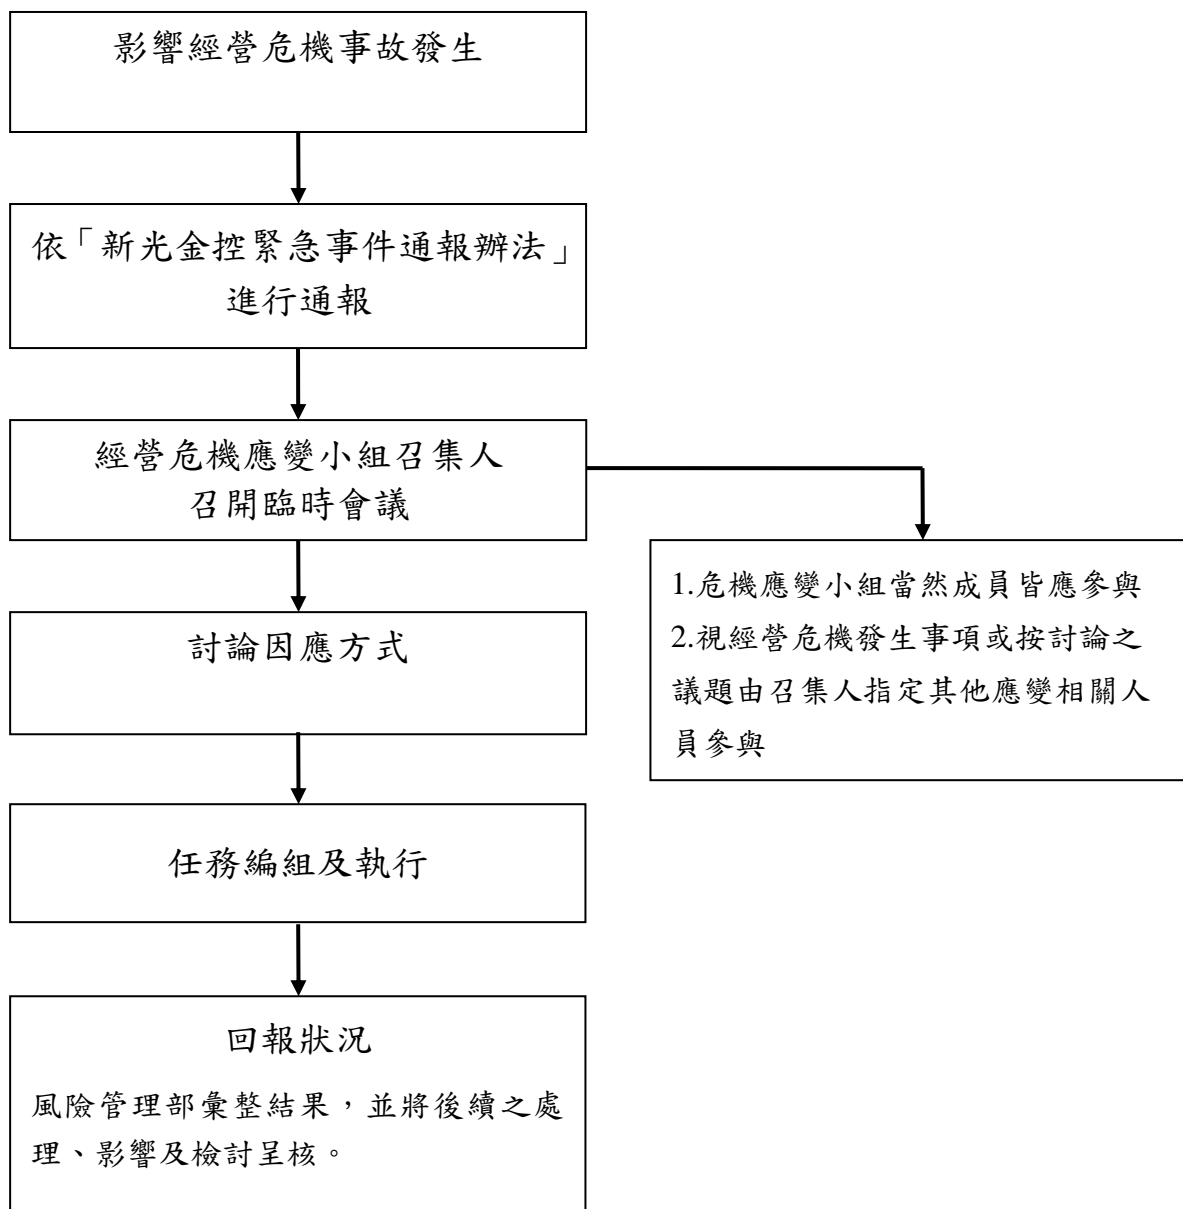 影響經營危機事故發生
依「新光金控緊急事件通報辦法」
進行通報
經營危機應變小組召集人
召開臨時會議
1.危機應變小組當然成員皆應參與
2.視經營危機發生事項或按討論之
議題由召集人指定其他應變相關人
員參與
討論因應方式
任務編組及執行
回報狀況
風險管理部彙整結果，並將後續之處
理、影響及檢討呈核。